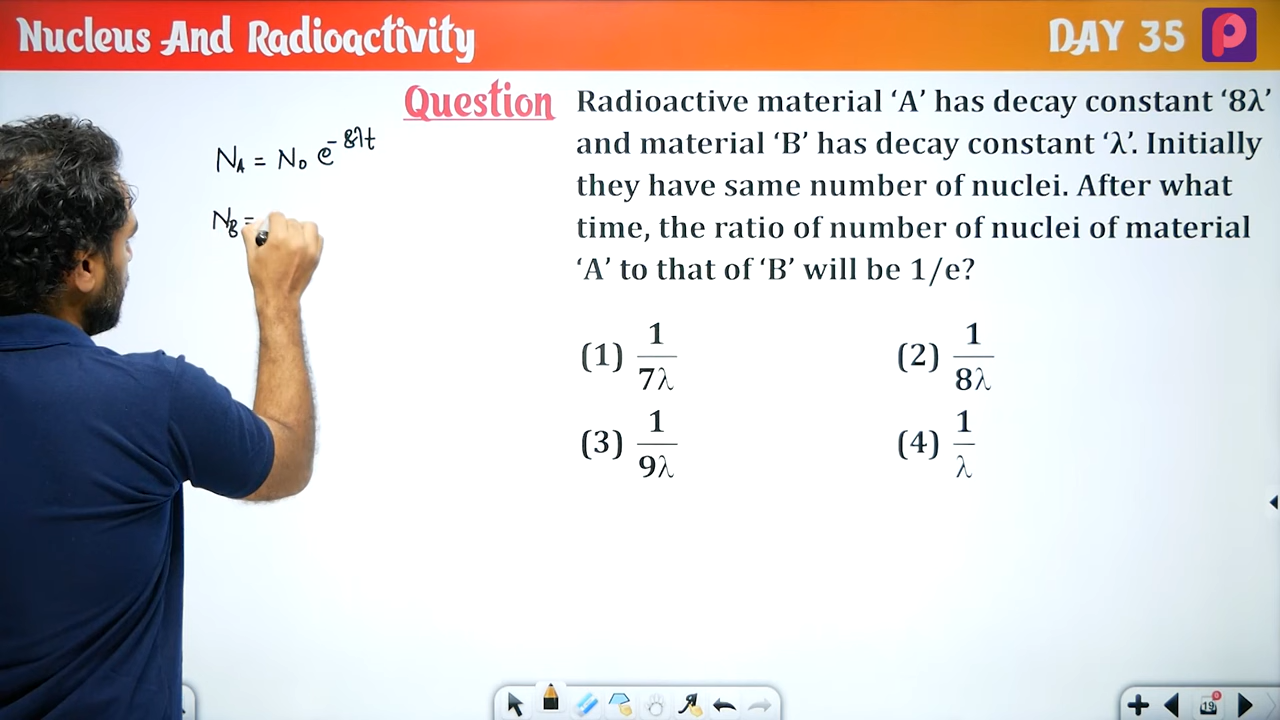 Nucleus And Radioactivity
DAY 35
Question
Radioactive material ‘A’ has decay constant ‘8λ’
and material ‘B’ has decay constant ‘λ’. Initially
they have same number of nuclei. After what
time, the ratio of number of nuclei of material
‘A’ to that of ‘B’ will be 1/e?
(1) 1/7λ
(2) 1/8λ
(3) 1/9λ
(4) 1/λ
N_A = N_0 e^{-8λt}
N_B =
19